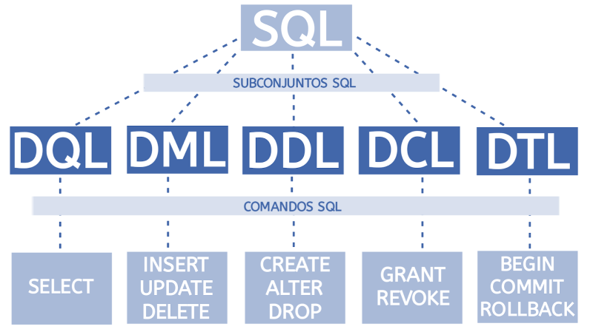 SQL
SUBCONJUNTOS SQL
DQL DML DDL DCL DTL
COMANDOS SQL
SELECT
INSERT
UPDATE
DELETE
CREATE
ALTER
DROP
GRANT
REVOKE
BEGIN
COMMIT
ROLLBACK